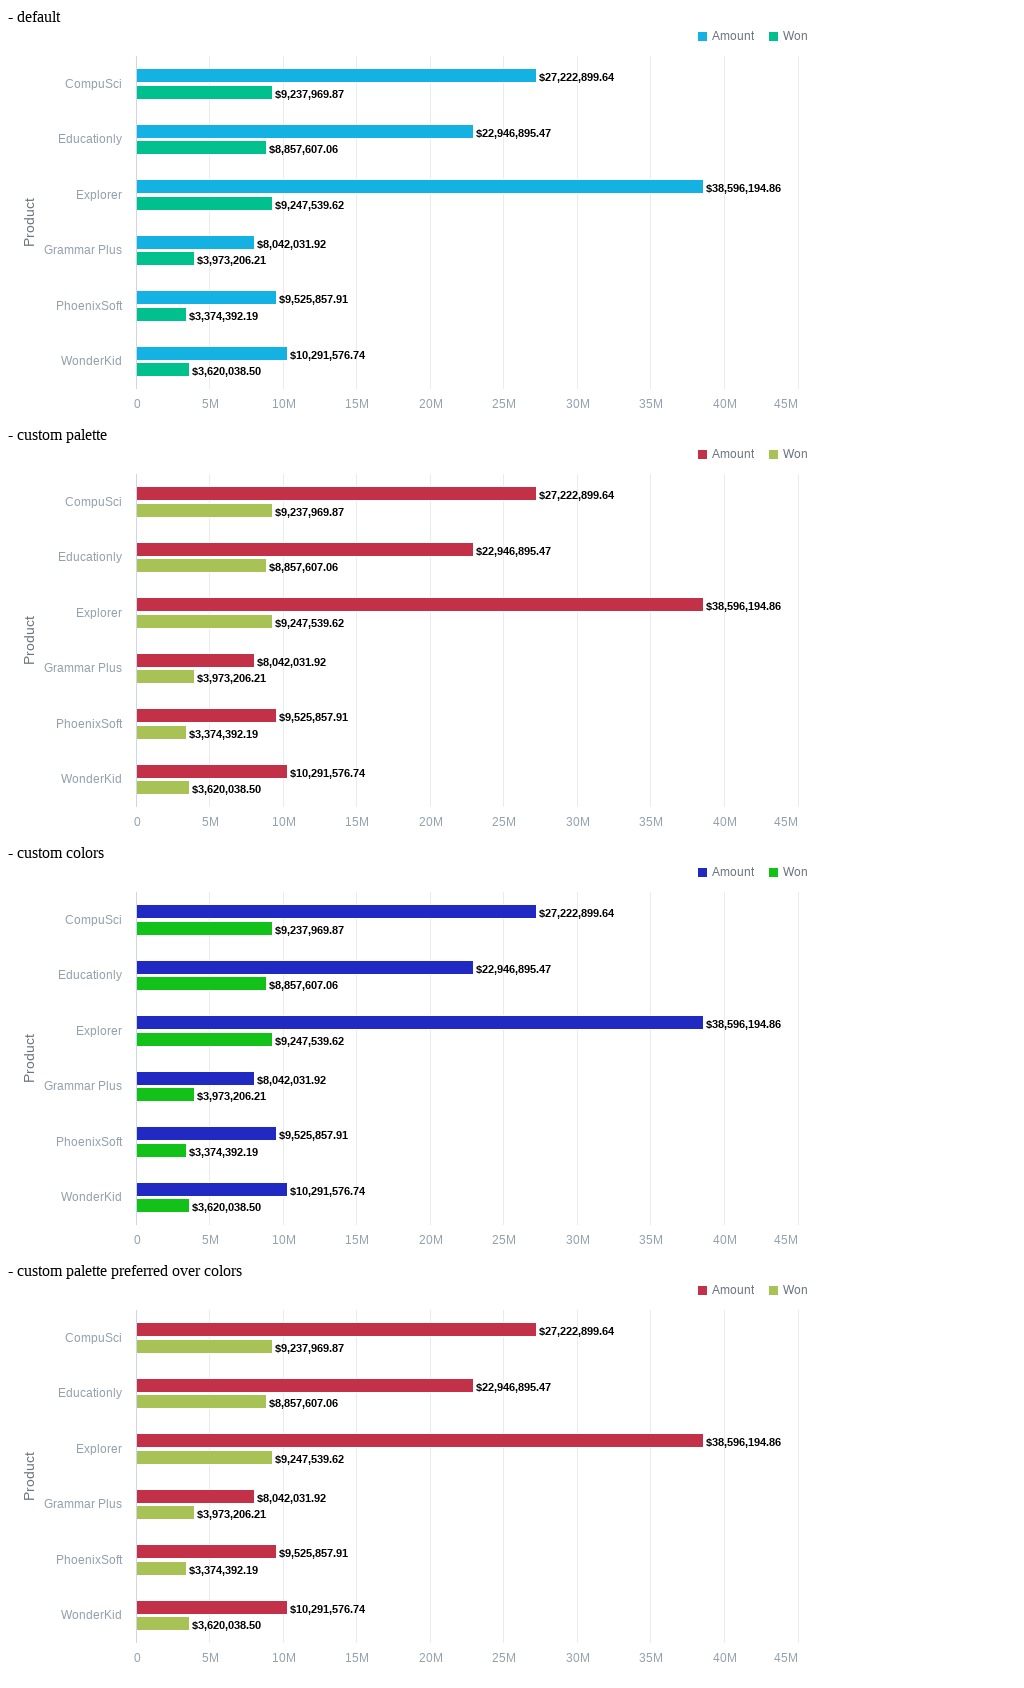 - default
Amount Won
CompuSci
$27,222,899.64
$9,237,969.87
Educationly
$22,946,895.47
$8,857,607.06
Explorer
$38,596,194.86
$9,247,539.62
Product
Grammar Plus
$8,042,031.92
$3,973,206.21
PhoenixSoft
$9,525,857.91
$3,374,392.19
WonderKid
$10,291,576.74
$3,620,038.50
0 5M 10M 15M 20M 25M 30M 35M 40M 45M
- custom palette
Amount Won
CompuSci
$27,222,899.64
$9,237,969.87
Educationly
$22,946,895.47
$8,857,607.06
Explorer
$38,596,194.86
$9,247,539.62
Product
Grammar Plus
$8,042,031.92
$3,973,206.21
PhoenixSoft
$9,525,857.91
$3,374,392.19
WonderKid
$10,291,576.74
$3,620,038.50
0 5M 10M 15M 20M 25M 30M 35M 40M 45M
- custom colors
Amount Won
CompuSci
$27,222,899.64
$9,237,969.87
Educationly
$22,946,895.47
$8,857,607.06
Explorer
$38,596,194.86
$9,247,539.62
Product
Grammar Plus
$8,042,031.92
$3,973,206.21
PhoenixSoft
$9,525,857.91
$3,374,392.19
WonderKid
$10,291,576.74
$3,620,038.50
0 5M 10M 15M 20M 25M 30M 35M 40M 45M
- custom palette preferred over colors
Amount Won
CompuSci
$27,222,899.64
$9,237,969.87
Educationly
$22,946,895.47
$8,857,607.06
Explorer
$38,596,194.86
$9,247,539.62
Product
Grammar Plus
$8,042,031.92
$3,973,206.21
PhoenixSoft
$9,525,857.91
$3,374,392.19
WonderKid
$10,291,576.74
$3,620,038.50
0 5M 10M 15M 20M 25M 30M 35M 40M 45M